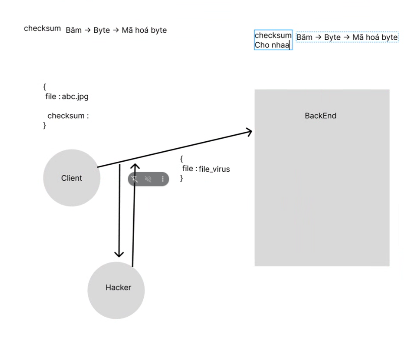 checksum Băm -> Byte -> Mã hoá byte
checksum Băm -> Byte -> Mã hoá byte
Cho nhaa
{
file : abc.jpg
checksum :
}
BackEnd
{
file : file_virus
}
Client
Hacker